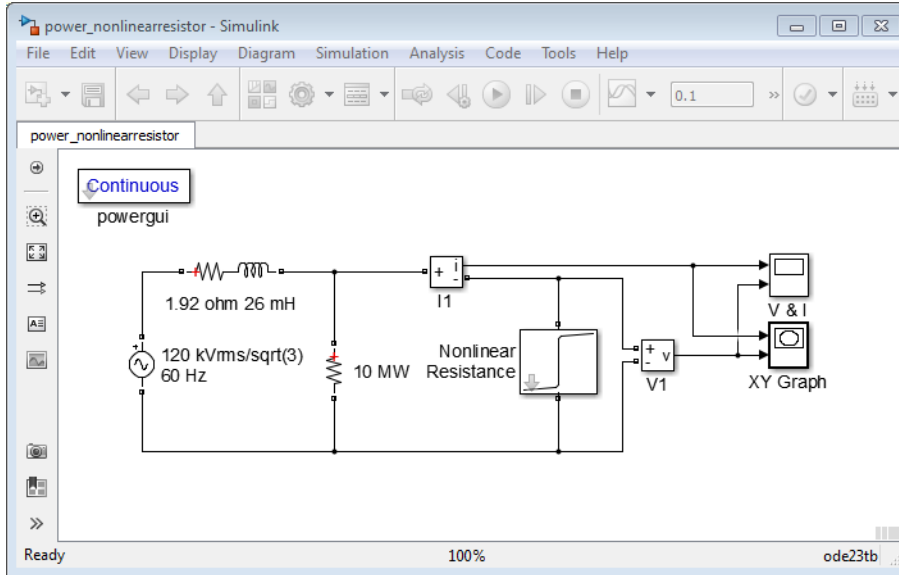 power_nonlinearresistor - Simulink
File Edit View Display Diagram Simulation Analysis Code Tools Help
0.1
power_nonlinearresistor
Continuous
powergui
1.92 ohm 26 mH
+ i
-
I1
V & I
120 kVrms/sqrt(3)
60 Hz
10 MW
Nonlinear
Resistance
+
- v
V1
XY Graph
Ready 100% ode23tb